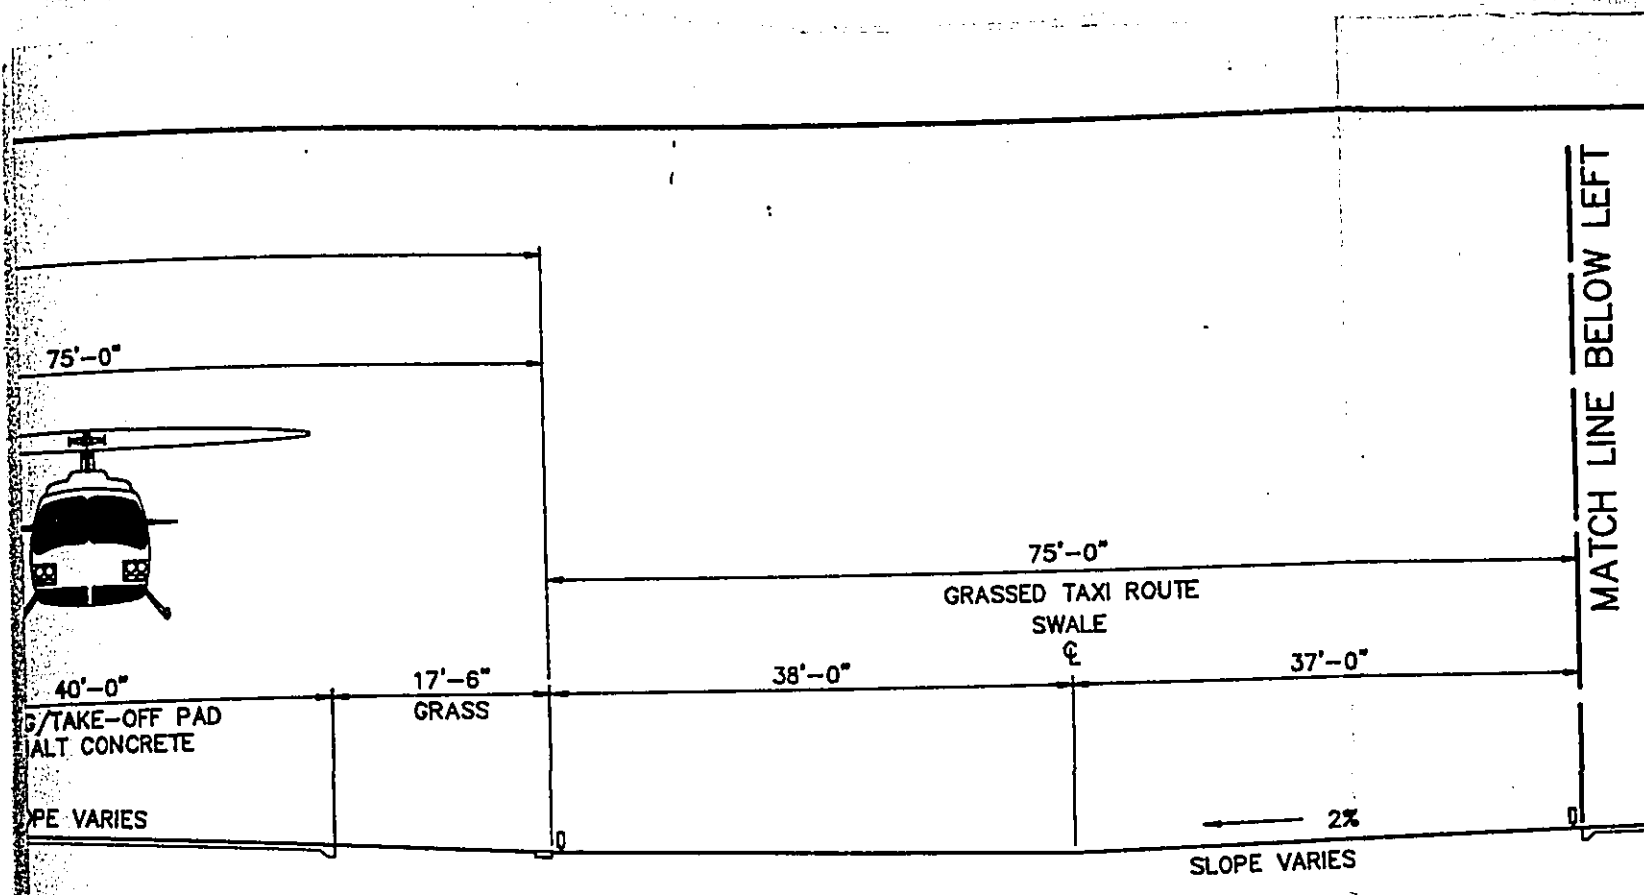 MATCH LINE BELOW LEFT
75'-0"
75'-0"
GRASSED TAXI ROUTE
SWALE
℄
40'-0"
17'-6"
38'-0"
37'-0"
G/TAKE-OFF PAD
GRASS
ALT CONCRETE
PE VARIES
2%
SLOPE VARIES